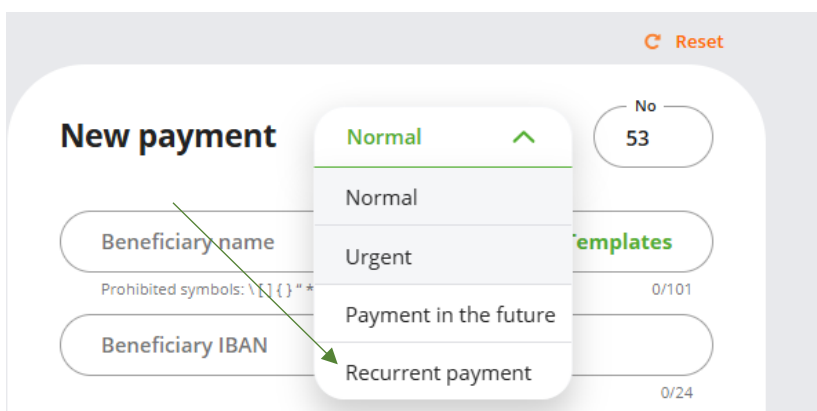 Reset
New payment
Normal
No
53
Normal
Beneficiary name
Templates
Urgent
Prohibited symbols: \ [ ] { } “ *
0/101
Payment in the future
Beneficiary IBAN
Recurrent payment
0/24